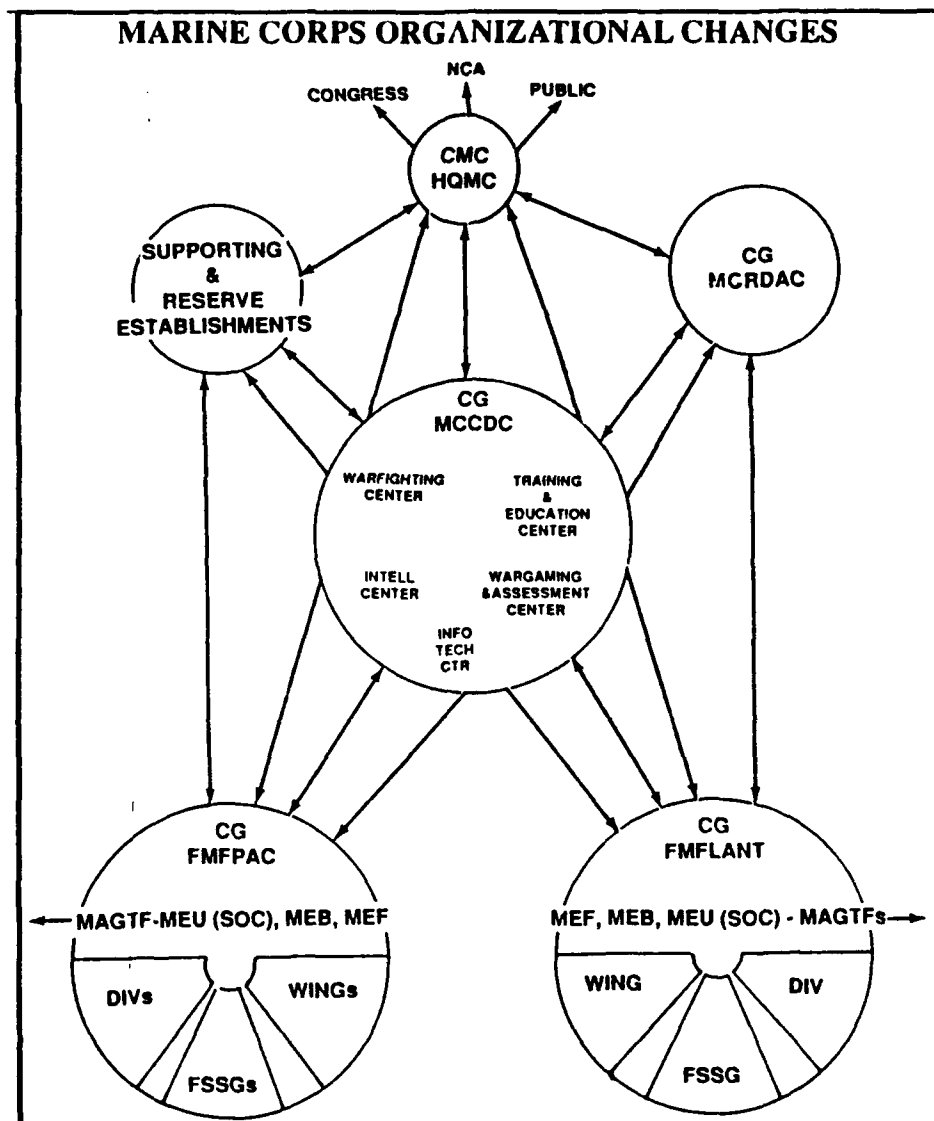 MARINE CORPS ORGANIZATIONAL CHANGES
NCA
CONGRESS
PUBLIC
CMC
HQMC
SUPPORTING
&
RESERVE
ESTABLISHMENTS
CG
MCRDAC
CG
MCCDC
WARFIGHTING
CENTER
TRAINING
&
EDUCATION
CENTER
INTELL
CENTER
WARGAMING
&ASSESSMENT
CENTER
INFO
TECH
CTR
CG
FMFPAC
MAGTF-MEU (SOC), MEB, MEF
DIVs
WINGs
FSSGs
CG
FMFLANT
MEF, MEB, MEU (SOC) - MAGTFs
WING
DIV
FSSG